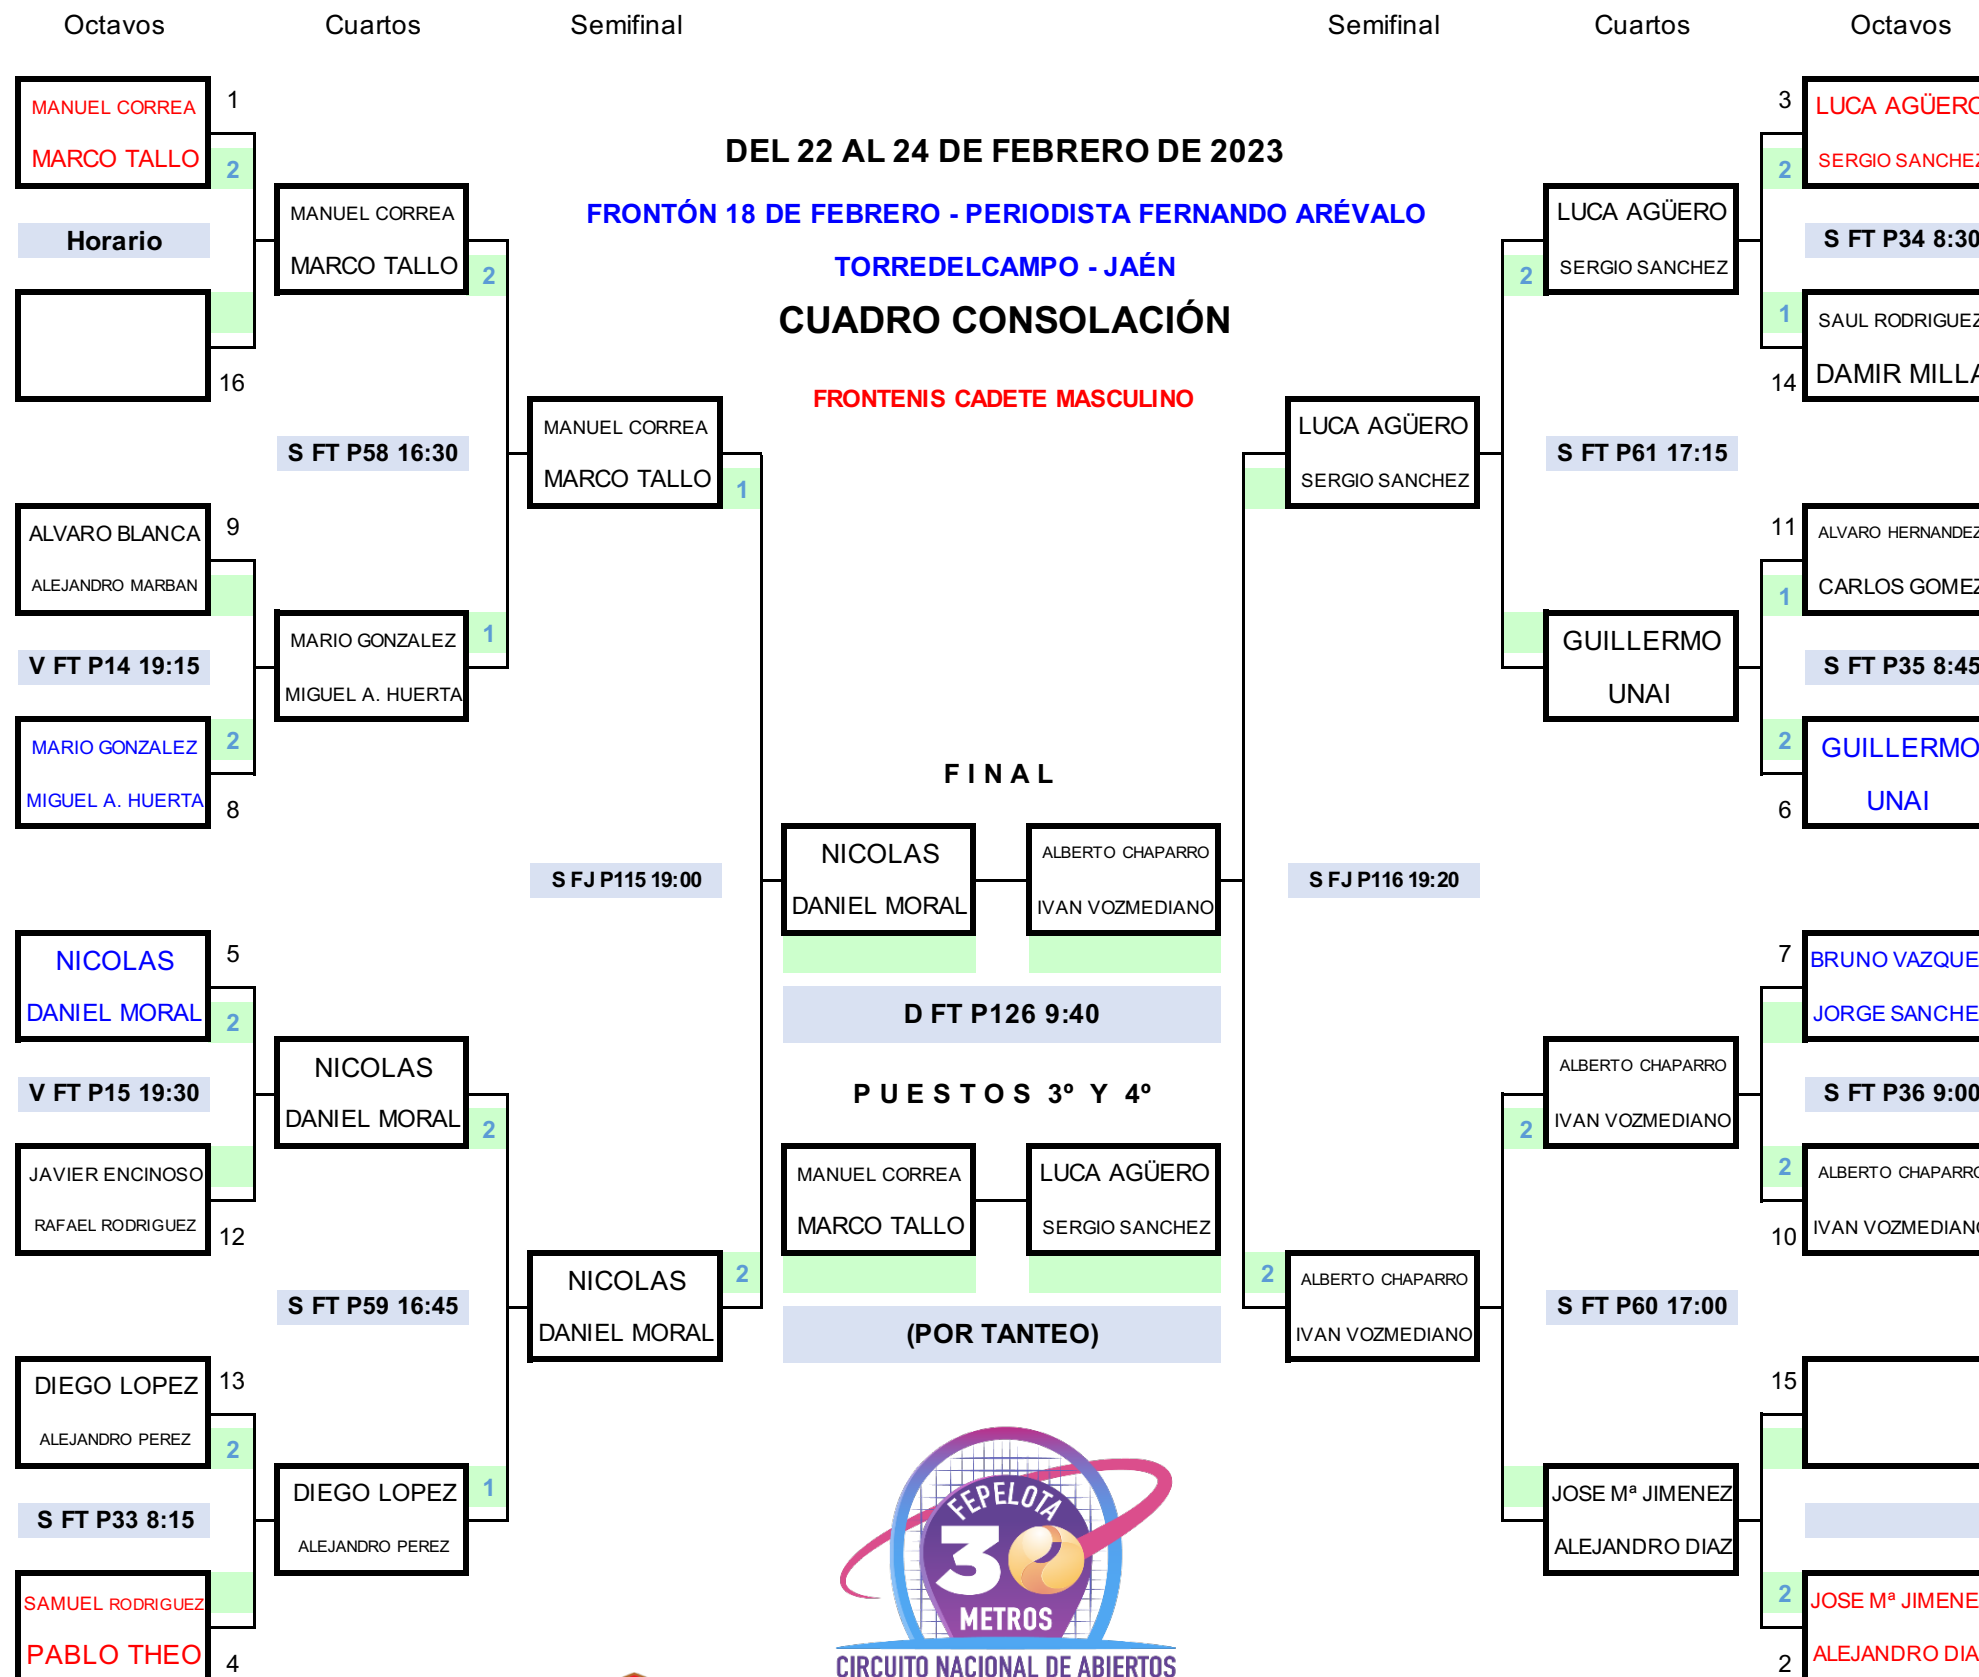 Octavos Cuartos Semifinal Semifinal Cuartos Octavos
MANUEL CORREA 1 3 LUCA AGÜERO
MARCO TALLO 2 DEL 22 AL 24 DE FEBRERO DE 2023 2 SERGIO SANCHEZ
MANUEL CORREA FRONTÓN 18 DE FEBRERO - PERIODISTA FERNANDO ARÉVALO LUCA AGÜERO
Horario S FT P34 8:30
MARCO TALLO 2 TORREDELCAMPO - JAÉN 2 SERGIO SANCHEZ
CUADRO CONSOLACIÓN 1 SAUL RODRIGUEZ
16 14 DAMIR MILLA
FRONTENIS CADETE MASCULINO
MANUEL CORREA LUCA AGÜERO
S FT P58 16:30 S FT P61 17:15
MARCO TALLO 1 SERGIO SANCHEZ
ALVARO BLANCA 9 11 ALVARO HERNANDEZ
ALEJANDRO MARBAN 1 CARLOS GOMEZ
MARIO GONZALEZ 1 GUILLERMO
V FT P14 19:15 S FT P35 8:45
MIGUEL A. HUERTA UNAI
MARIO GONZALEZ 2 2 GUILLERMO
FINAL
MIGUEL A. HUERTA 8 6 UNAI
NICOLAS ALBERTO CHAPARRO
S FJ P115 19:00 S FJ P116 19:20
DANIEL MORAL IVAN VOZMEDIANO
NICOLAS 5 7 BRUNO VAZQUE
DANIEL MORAL 2 D FT P126 9:40 JORGE SANCHE
NICOLAS ALBERTO CHAPARRO
V FT P15 19:30 PUESTOS 3º Y 4º S FT P36 9:00
DANIEL MORAL 2 2 IVAN VOZMEDIANO
JAVIER ENCINOSO MANUEL CORREA LUCA AGÜERO 2 ALBERTO CHAPARRO
RAFAEL RODRIGUEZ 12 MARCO TALLO SERGIO SANCHEZ 10 IVAN VOZMEDIANO
NICOLAS 2 2 ALBERTO CHAPARRO
S FT P59 16:45 S FT P60 17:00
DANIEL MORAL (POR TANTEO) IVAN VOZMEDIANO
DIEGO LOPEZ 13 15
ALEJANDRO PEREZ 2
DIEGO LOPEZ 1 FEPELOTA JOSE Mª JIMENEZ
S FT P33 8:15 30
ALEJANDRO PEREZ ALEJANDRO DIAZ
SAMUEL RODRIGUEZ METROS 2 JOSE Mª JIMENE
PABLO THEO 4 CIRCUITO NACIONAL DE ABIERTOS 2 ALEJANDRO DIA